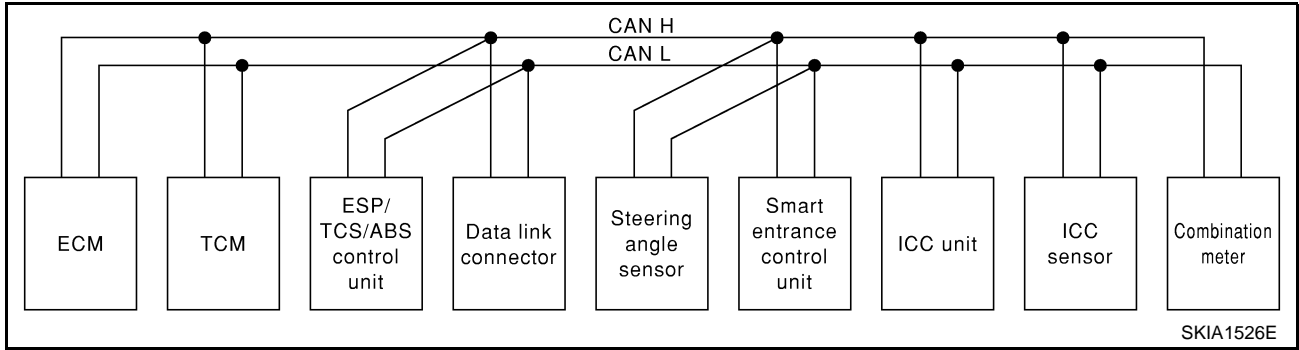 CAN H
CAN L
ECM
TCM
ESP/
TCS/ABS
control
unit
Data link
connector
Steering
angle
sensor
Smart
entrance
control
unit
ICC unit
ICC
sensor
Combination
meter
SKIA1526E